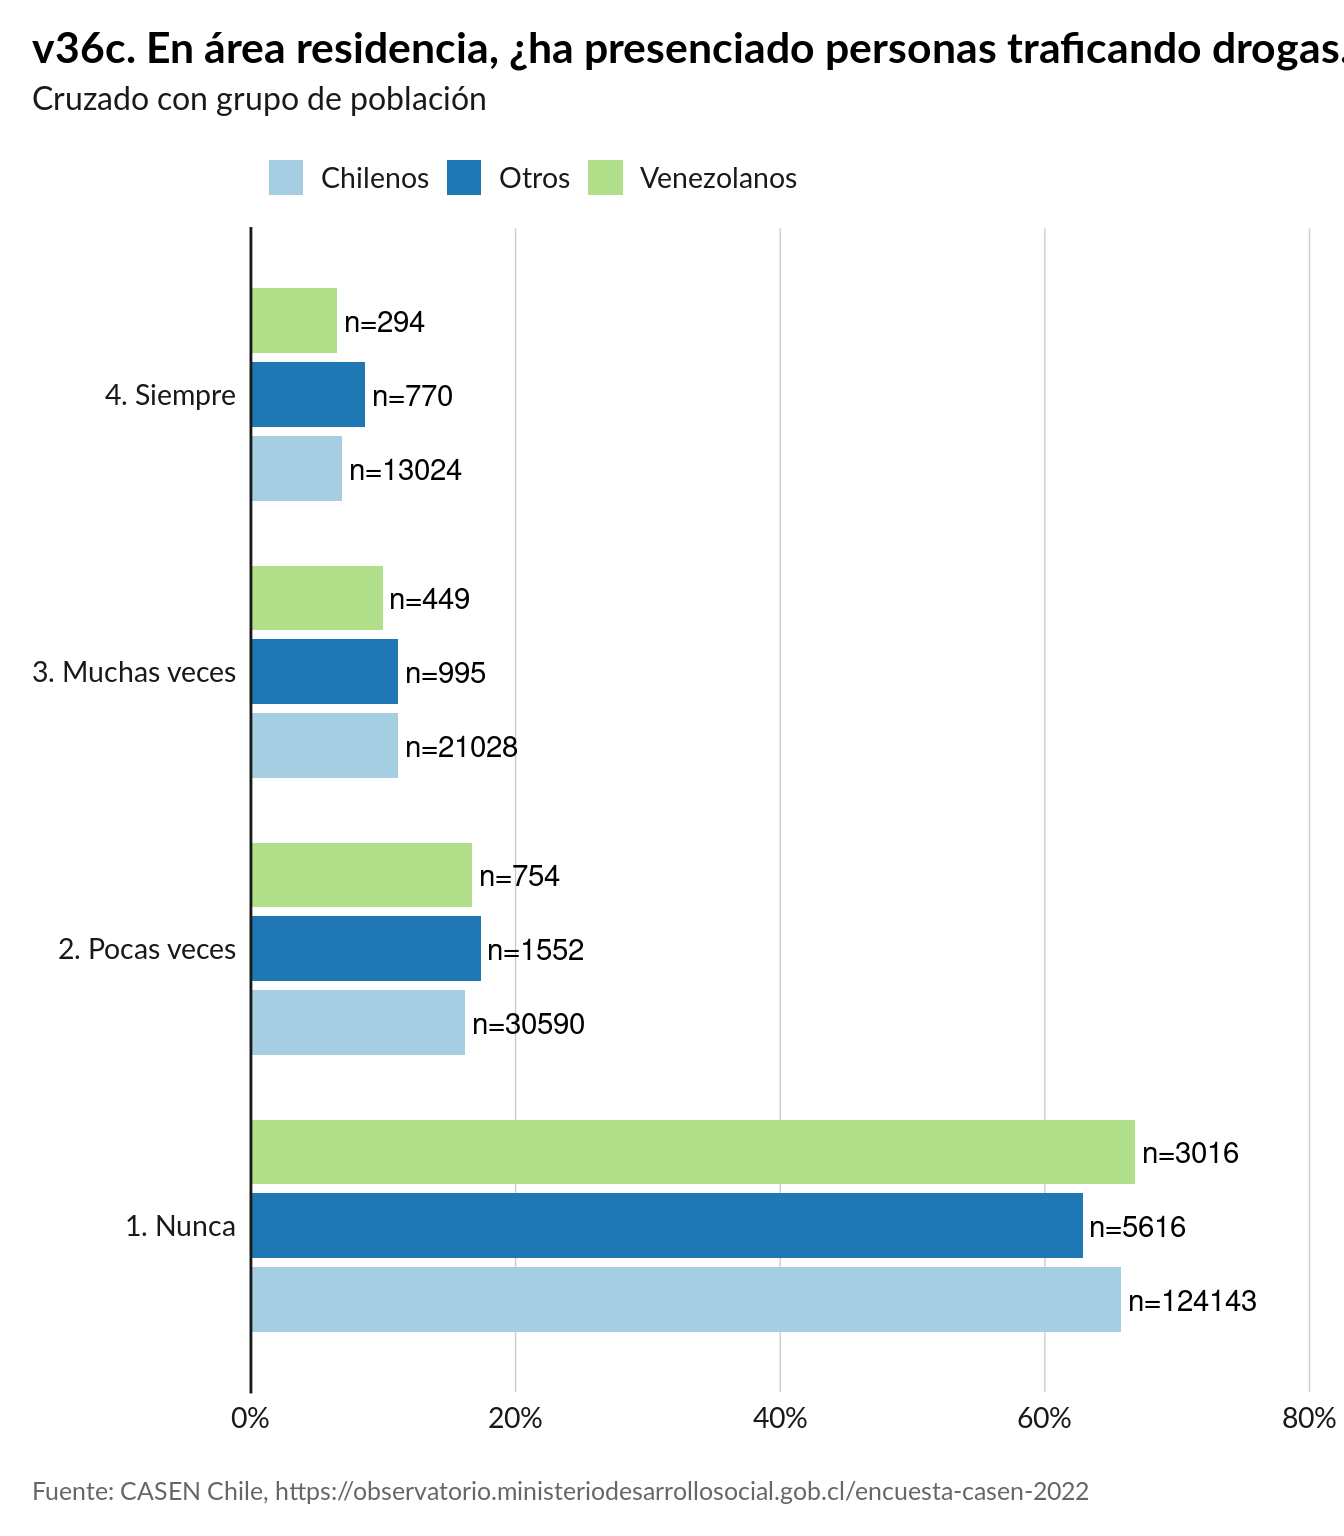 v36c. En área residencia, ¿ha presenciado personas traficando drogas.
Cruzado con grupo de población
Chilenos Otros Venezolanos
n=294
4. Siempre n=770
n=13024
n=449
3. Muchas veces n=995
n=21028
n=754
2. Pocas veces n=1552
n=30590
n=3016
1. Nunca n=5616
n=124143
0% 20% 40% 60% 80%
Fuente: CASEN Chile, https://observatorio.ministeriodesarrollosocial.gob.cl/encuesta-casen-2022